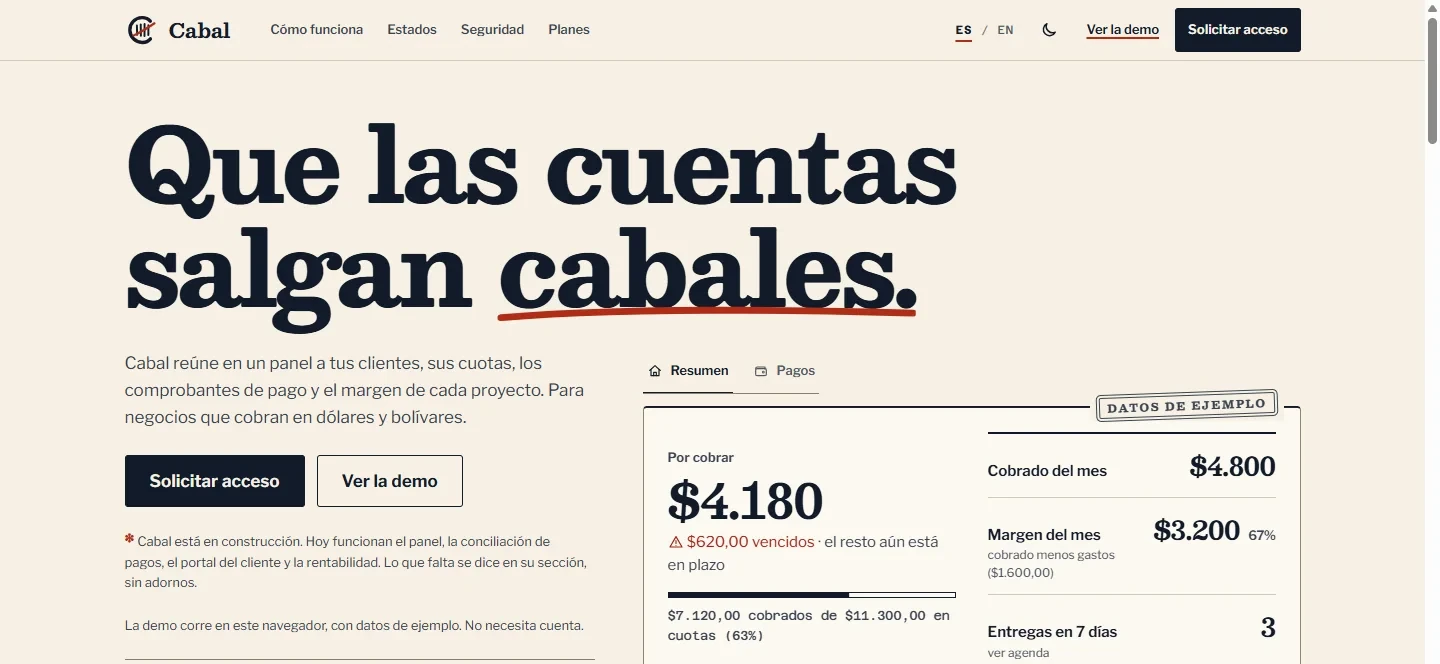 Cabal
Cómo funciona
Estados
Seguridad
Planes
ES / EN
Ver la demo
Solicitar acceso
Que las cuentas
salgan cabales.
Cabal reúne en un panel a tus clientes, sus cuotas, los
comprobantes de pago y el margen de cada proyecto. Para
negocios que cobran en dólares y bolívares.
Solicitar acceso
Ver la demo
* Cabal está en construcción. Hoy funcionan el panel, la conciliación de
pagos, el portal del cliente y la rentabilidad. Lo que falta se dice en su sección,
sin adornos.
La demo corre en este navegador, con datos de ejemplo. No necesita cuenta.
Resumen
Pagos
DATOS DE EJEMPLO
Por cobrar
$4.180
$620,00 vencidos · el resto aún está
en plazo
$7.120,00 cobrados de $11.300,00 en
cuotas (63%)
Cobrado del mes
$4.800
Margen del mes
$3.200 67%
cobrado menos gastos
($1.600,00)
Entregas en 7 días
3
ver agenda